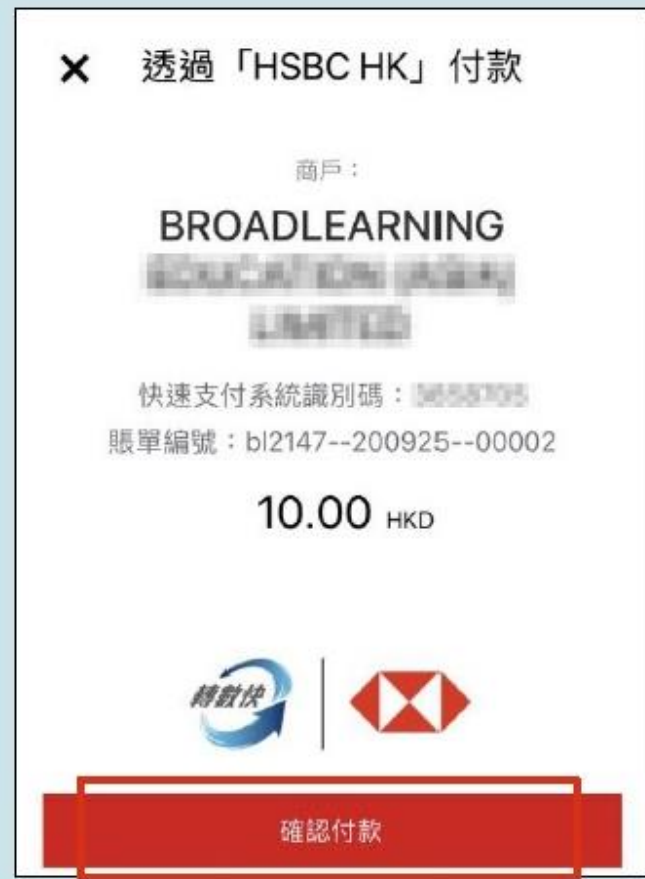 ✕ 透過「HSBC HK」付款
商戶：
BROADLEARNING
快速支付系統識別碼：
賬單編號：bl2147--200925--00002
10.00 HKD
轉數快
確認付款